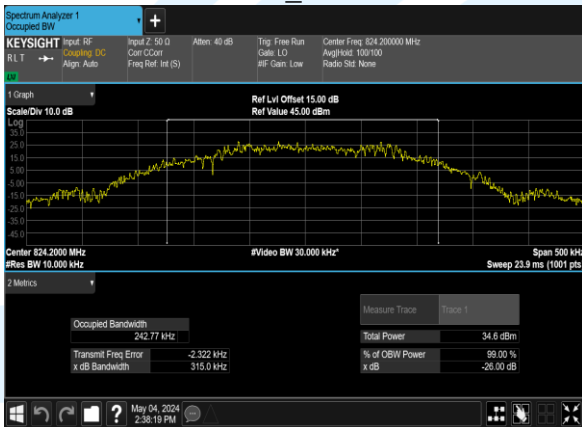 Spectrum Analyzer 1
Occupied BW
+
KEYSIGHT Input: RF Input Z: 50 Ω Atten: 40 dB Trig: Free Run Center Freq: 824.200000 MHz
RLT Coupling: DC Corr CCorr Gate: LO Avg|Hold: 100/100
Align: Auto Freq Ref: Int (S) #IF Gain: Low Radio Std: None
LV
1 Graph
Ref Lvl Offset 15.00 dB
Scale/Div 10.0 dB Ref Value 45.00 dBm
Log
35.0
25.0
15.0
5.00
-5.00
-15.0
-25.0
-35.0
-45.0
Center 824.2000 MHz #Video BW 30.000 kHz* Span 500 kHz
#Res BW 10.000 kHz Sweep 23.9 ms (1001 pts)
2 Metrics
Measure Trace Trace 1
Occupied Bandwidth
242.77 kHz Total Power 34.6 dBm
Transmit Freq Error -2.322 kHz % of OBW Power 99.00 %
x dB Bandwidth 315.0 kHz x dB -26.00 dB
? May 04, 2024
2:38:19 PM